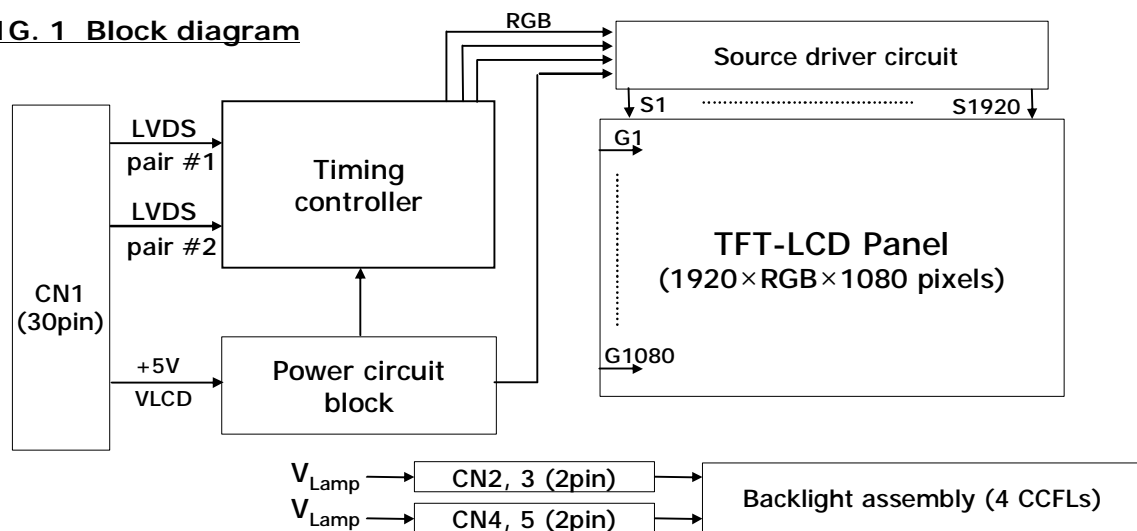 IG. 1 Block diagram
RGB
Source driver circuit
S1
S1920
LVDS
pair #1
LVDS
pair #2
Timing
controller
G1
TFT-LCD Panel
(1920×RGB×1080 pixels)
G1080
CN1
(30pin)
+5V
VLCD
Power circuit
block
VLamp
CN2, 3 (2pin)
VLamp
CN4, 5 (2pin)
Backlight assembly (4 CCFLs)